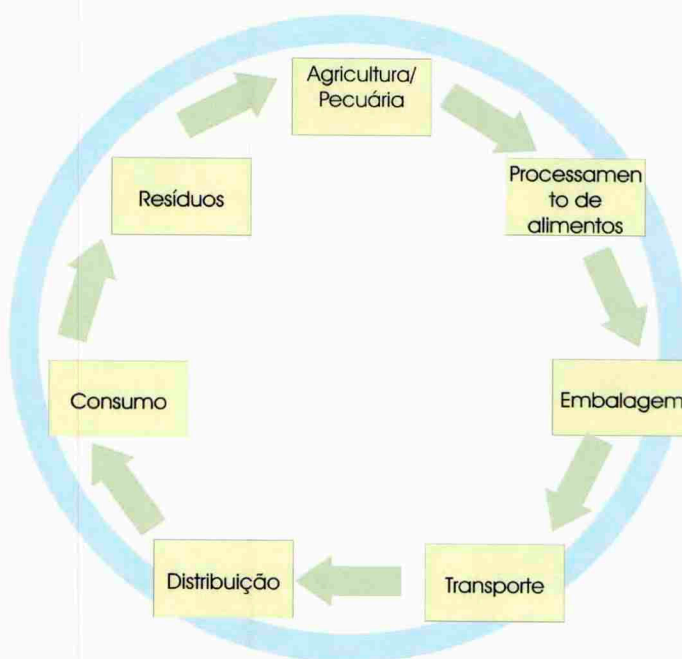 Agricultura/
Pecuária
Processamen
to de
alimentos
Embalagem
Transporte
Distribuição
Consumo
Resíduos